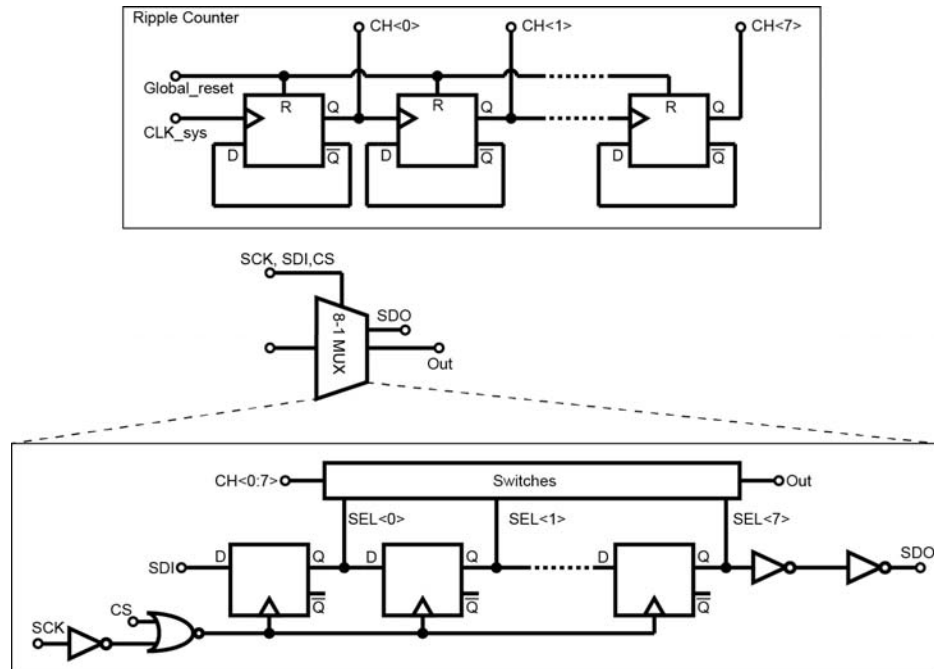 Ripple Counter
CH<0>
CH<1>
CH<7>
Global_reset
R
R
R
Q
Q
Q
CLK_sys
D
Q
D
Q
D
Q
SCK, SDI,CS
8-1 MUX
SDO
Out
CH<0:7>
Switches
Out
SEL<0>
SEL<1>
SEL<7>
SDI
D
Q
D
Q
D
Q
SDO
Q
Q
Q
CS
SCK